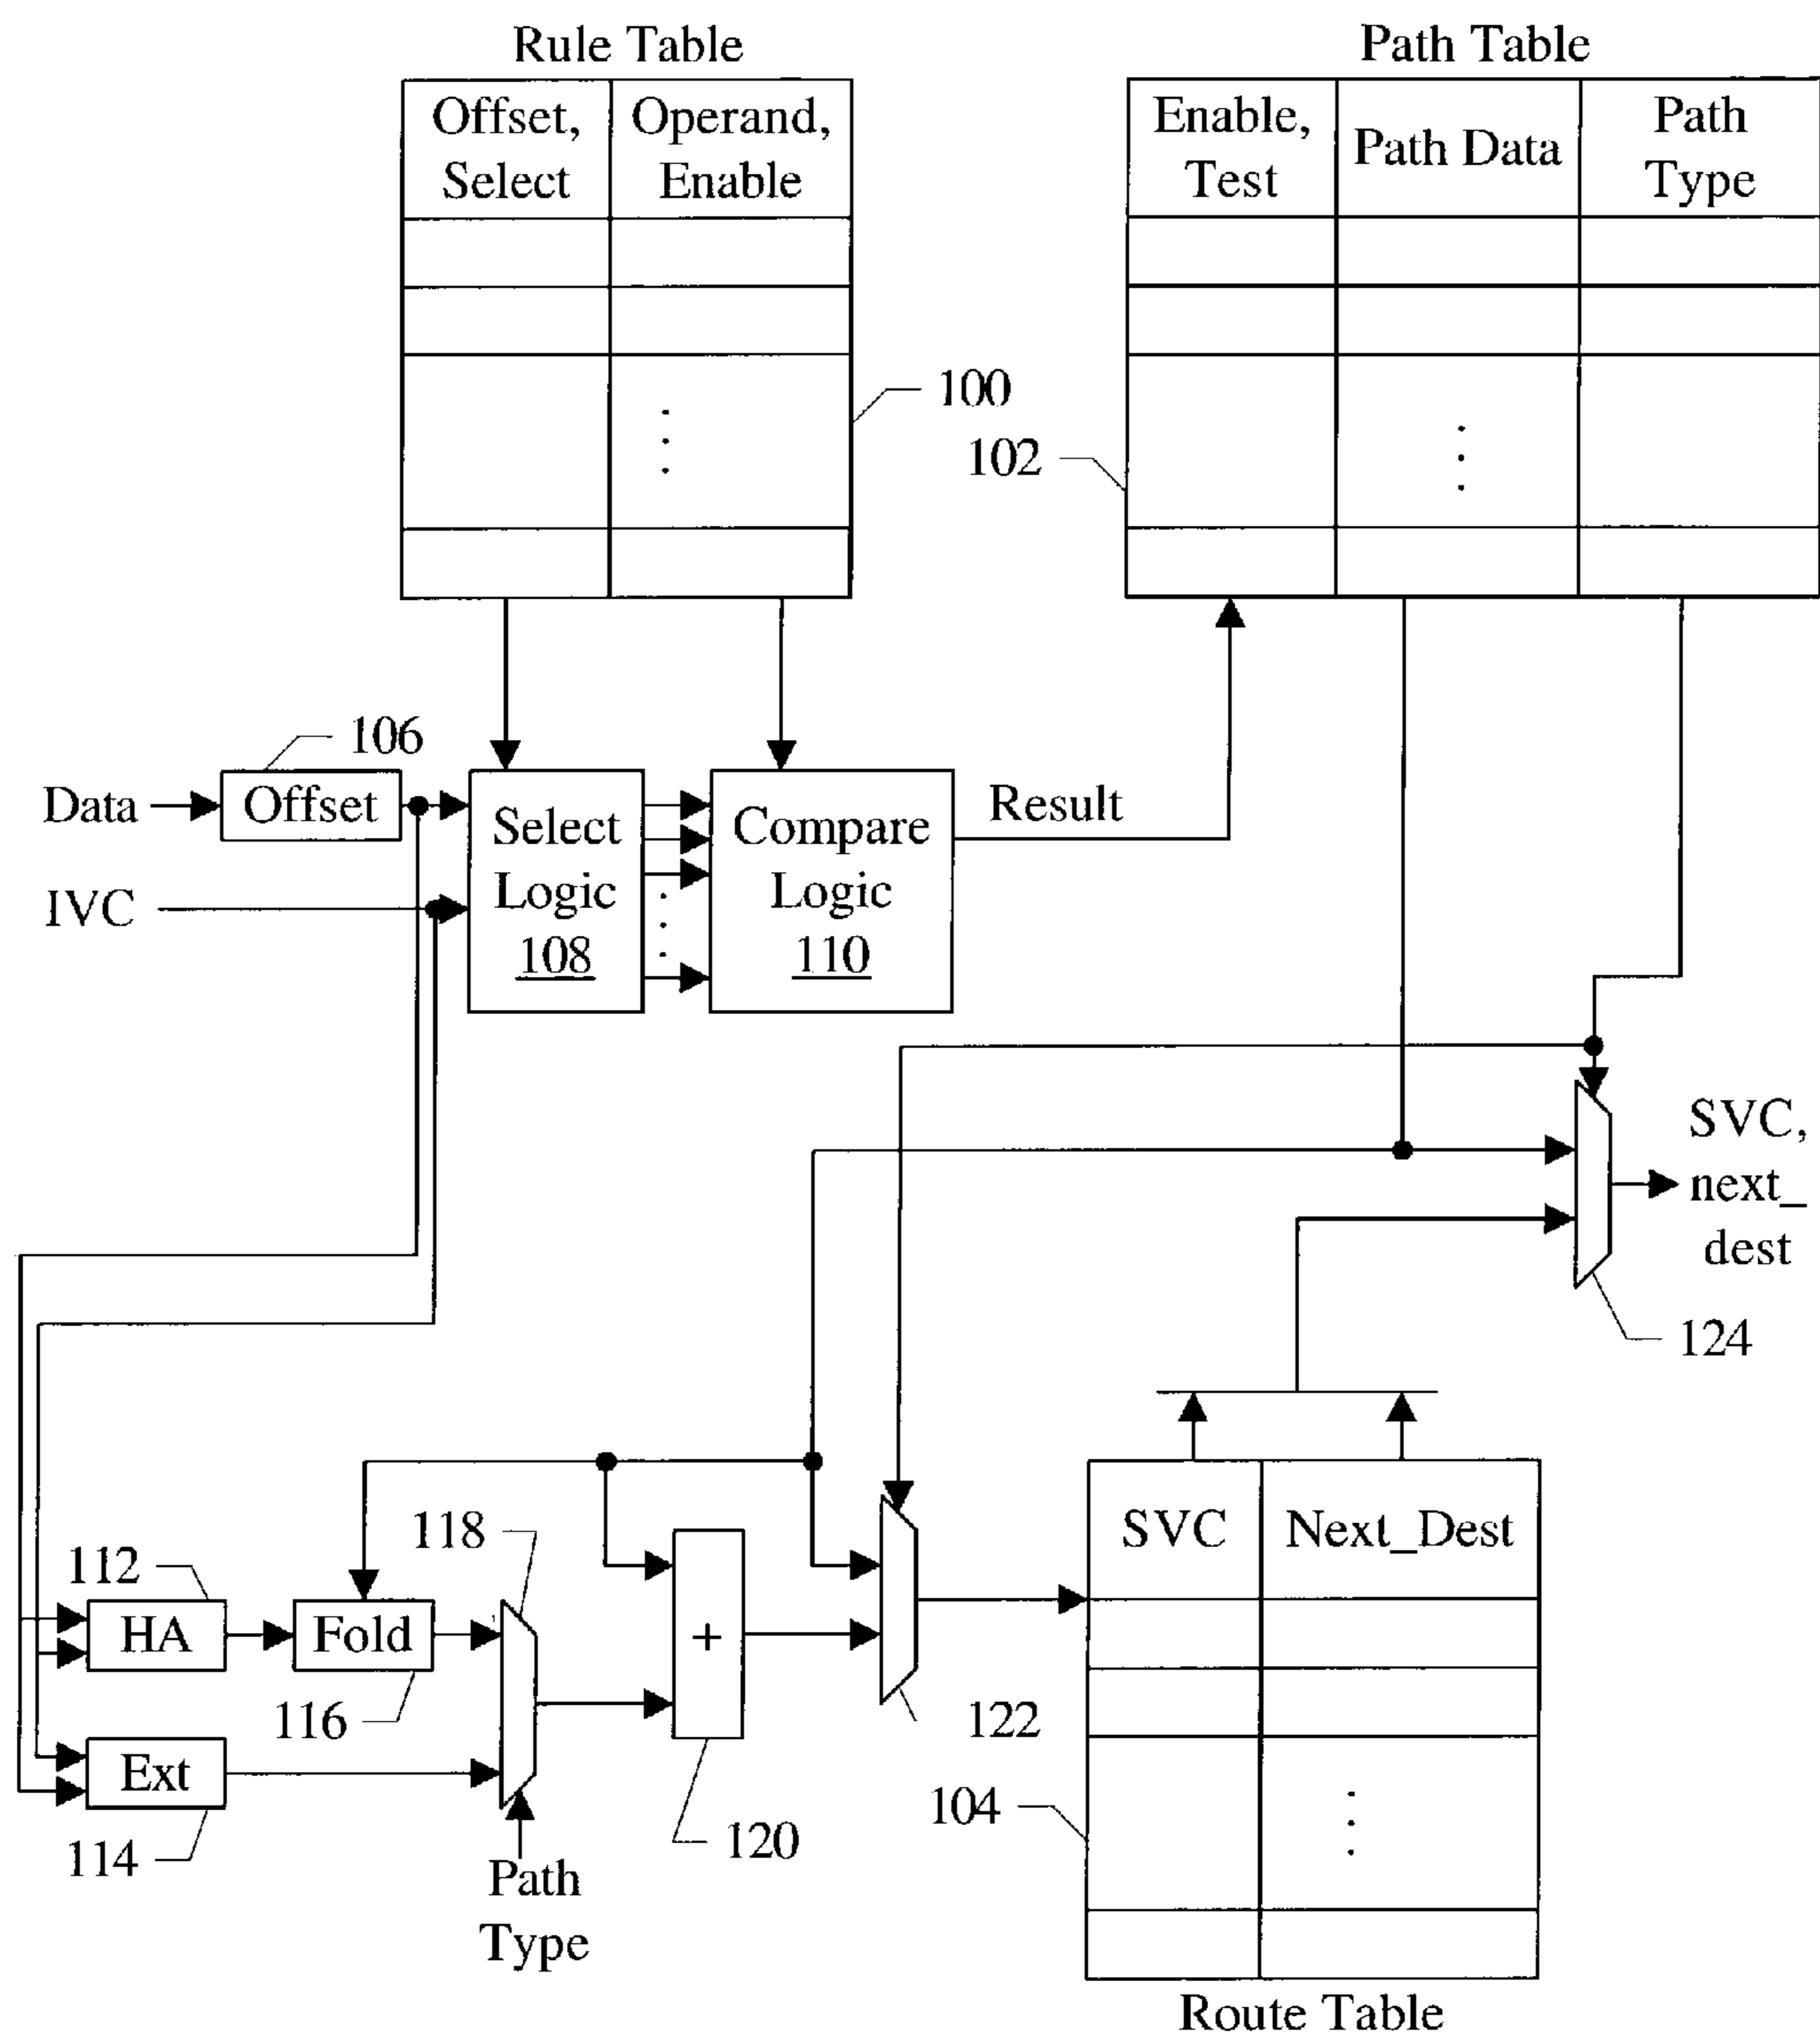 Rule Table
Path Table
Offset,
Select
Operand,
Enable
Enable,
Test
Path Data
Path
Type
100
102
106
Data
Offset
IVC
Select
Logic
108
Compare
Logic
110
Result
SVC,
next_
dest
124
118
112
HA
Fold
116
+
122
SVC
Next_Dest
Ext
114
120
104
Path
Type
Route Table